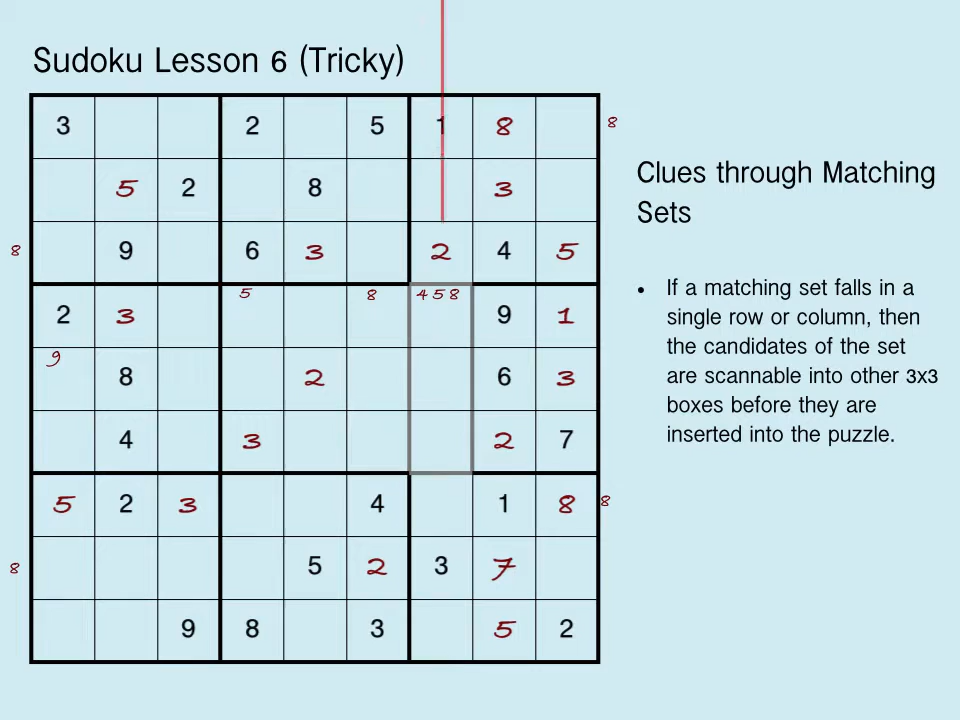 Sudoku Lesson 6 (Tricky)
3 2 5 1 8 8
5 2 8 3
8 9 6 3 2 4 5
5 8 4 5 8
2 3 9 1
9
8 2 6 3
4 3 2 7
5 2 3 4 1 8 8
8 5 2 3 7
9 8 3 5 2
Clues through Matching
Sets
• If a matching set falls in a
single row or column, then
the candidates of the set
are scannable into other 3x3
boxes before they are
inserted into the puzzle.